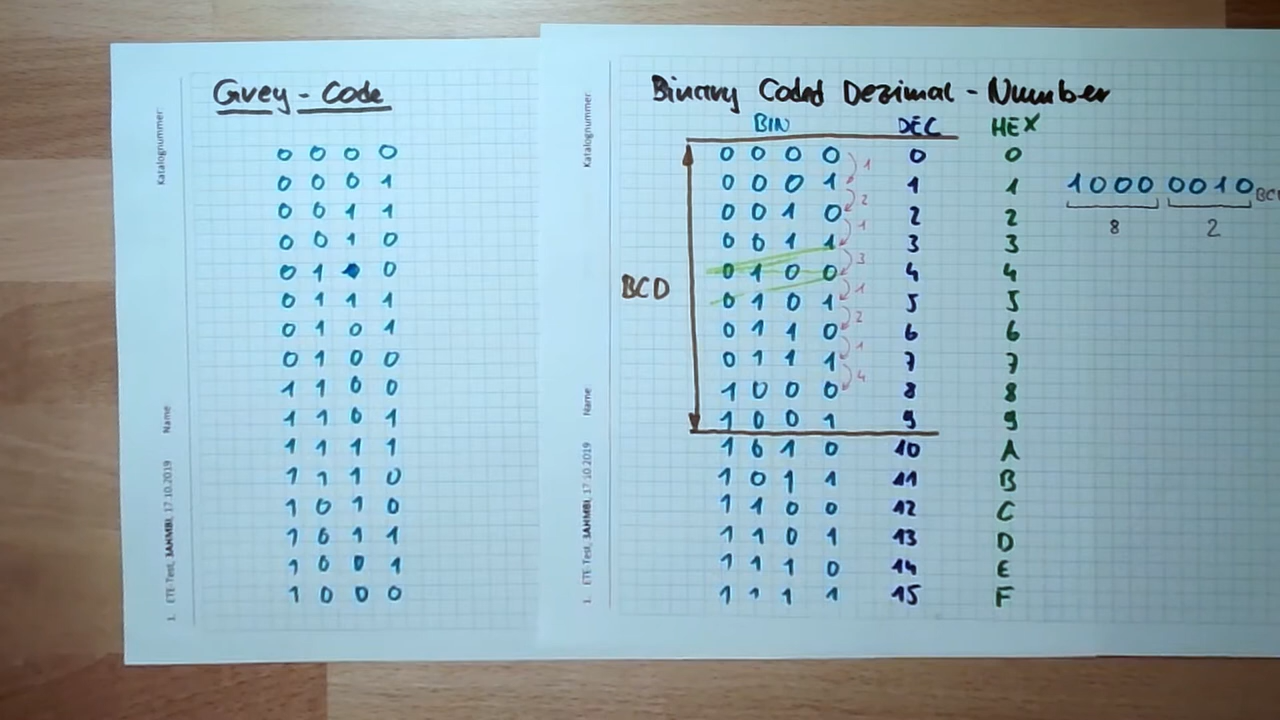 Grey - Code
0 0 0 0
0 0 0 1
0 0 1 1
0 0 1 0
0 1 1 0
0 1 1 1
0 1 0 1
0 1 0 0
1 1 0 0
1 1 0 1
1 1 1 1
1 1 1 0
1 0 1 0
1 0 1 1
1 0 0 1
1 0 0 0
1. ETE-Test, 3AHMBI, 17.10.2019 Name Katalognummer
Binary Coded Dezimal - Number
BIN DEC HEX
0 0 0 0 0 0
1
0 0 0 1 1 1
2
0 0 1 0 2 2
1
0 0 1 1 3 3
3
0 1 0 0 4 4
1
0 1 0 1 5 5
2
0 1 1 0 6 6
1
0 1 1 1 7 7
4
1 0 0 0 8 8
1 0 0 1 9 9
1 0 1 0 10 A
1 0 1 1 11 B
1 1 0 0 12 C
1 1 0 1 13 D
1 1 1 0 14 E
1 1 1 1 15 F
BCD
1000 0010
8 2
1. ETE-Test, 3AHMBI, 17.10.2019 Name Katalognummer